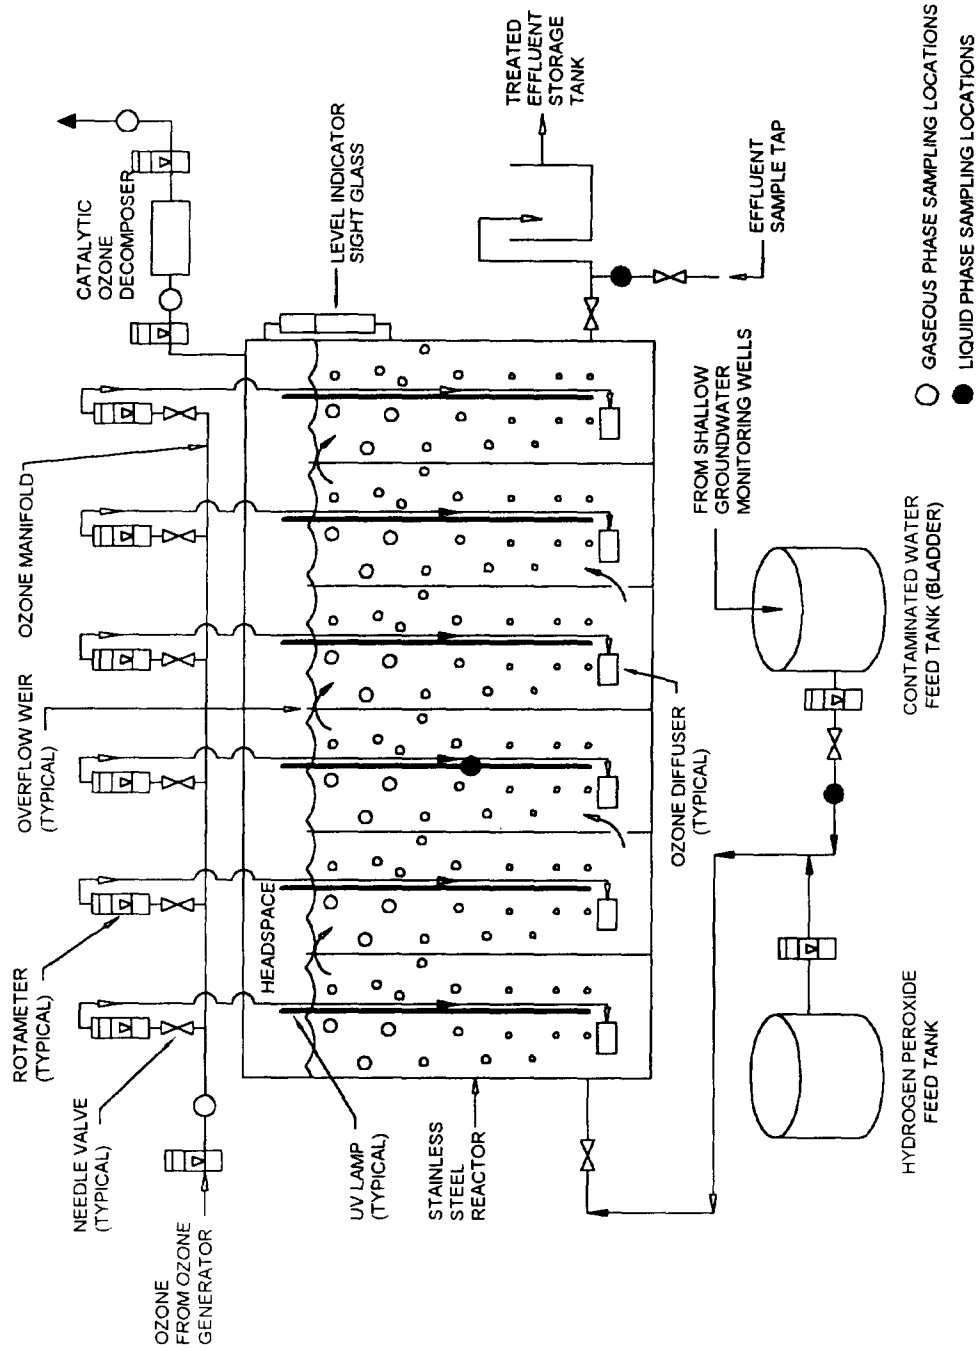 CATALYTIC
OZONE
DECOMPOSER
OZONE MANIFOLD
OVERFLOW WEIR
(TYPICAL)
ROTAMETER
(TYPICAL)
NEEDLE VALVE
(TYPICAL)
OZONE
FROM OZONE
GENERATOR
LEVEL INDICATOR
SIGHT GLASS
TREATED
EFFLUENT
STORAGE
TANK
HEADSPACE
UV LAMP
(TYPICAL)
STAINLESS
STEEL
REACTOR
OZONE DIFFUSER
(TYPICAL)
EFFLUENT
SAMPLE TAP
FROM SHALLOW
GROUNDWATER
MONITORING WELLS
CONTAMINATED WATER
FEED TANK (BLADDER)
HYDROGEN PEROXIDE
FEED TANK
GASEOUS PHASE SAMPLING LOCATIONS
LIQUID PHASE SAMPLING LOCATIONS